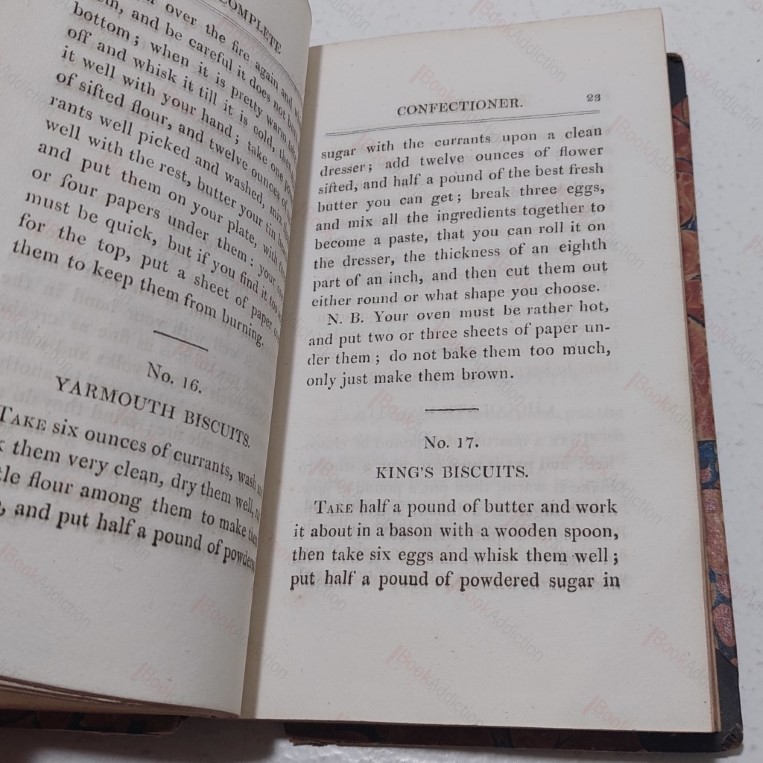 COMPLETE
over the fire again and
and be careful it does not burn
bottom; when it is pretty warm
off and whisk it till it is cold,
it well with your hand; take one
of sifted flour, and twelve ounces of
rants well picked and washed, mix
well with the rest, butter your tin
and put them on your plate, with
or four papers under them: your
must be quick, but if you find it too
for the top, put a sheet of paper
them to keep them from burning.
No. 16.
YARMOUTH BISCUITS.
TAKE six ounces of currants, wash
them very clean, dry them well,
flour among them to make
and put half a pound of powdered
CONFECTIONER. 23
sugar with the currants upon a clean
dresser; add twelve ounces of flower
sifted, and half a pound of the best fresh
butter you can get; break three eggs,
and mix all the ingredients together to
become a paste, that you can roll it on
the dresser, the thickness of an eighth
part of an inch, and then cut them out
either round or what shape you choose.
N. B. Your oven must be rather hot,
and put two or three sheets of paper un-
der them; do not bake them too much,
only just make them brown.
No. 17.
KING'S BISCUITS.
TAKE half a pound of butter and work
it about in a bason with a wooden spoon,
then take six eggs and whisk them well;
put half a pound of powdered sugar in